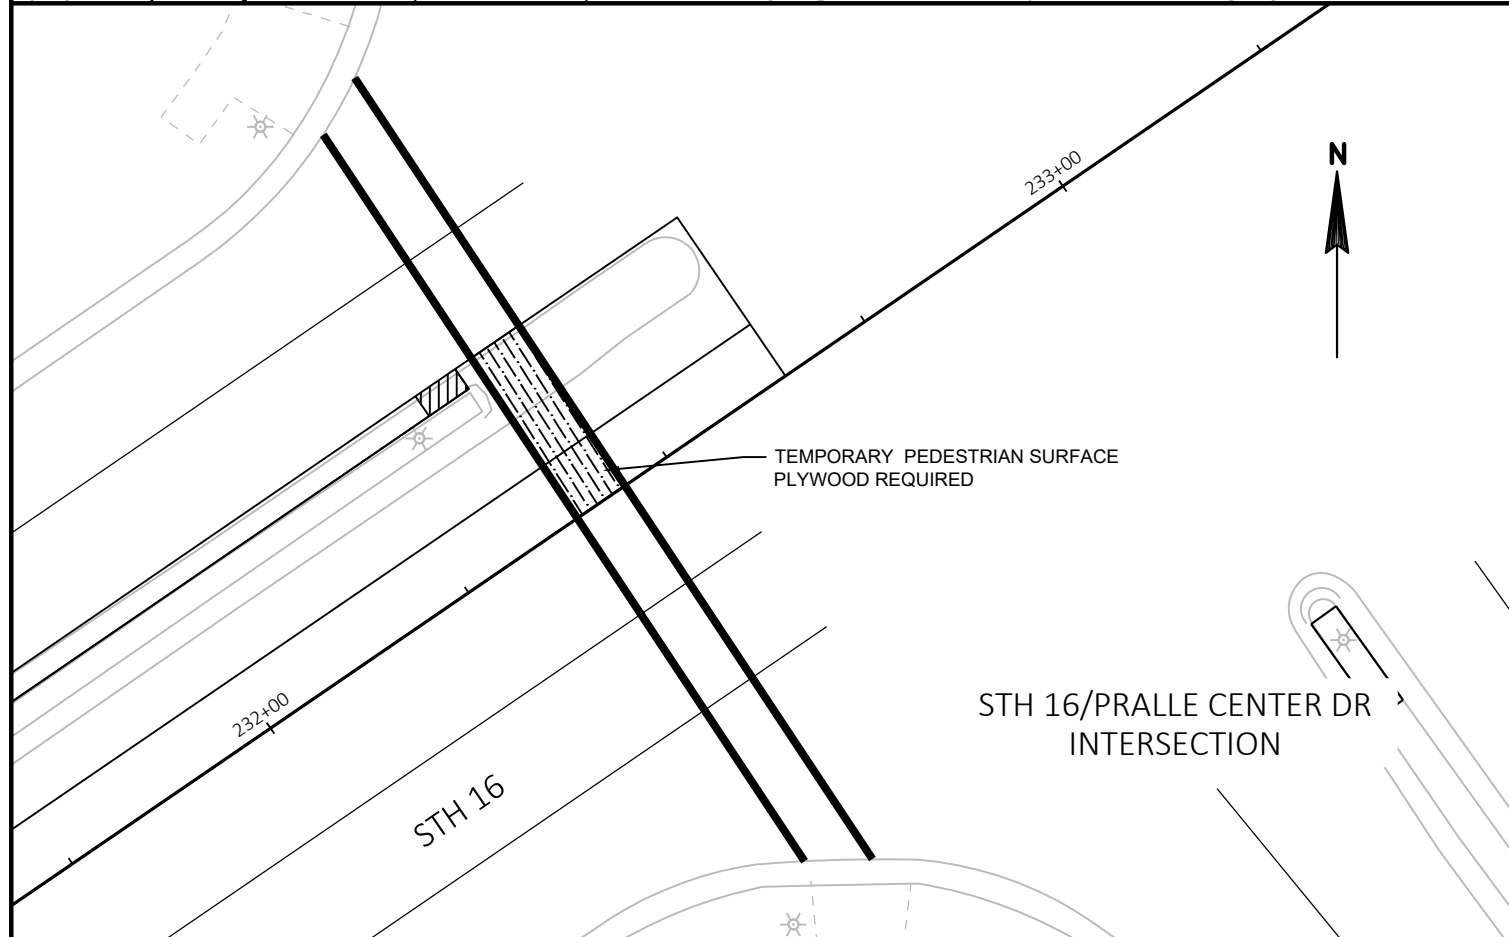 N
233+00
TEMPORARY PEDESTRIAN SURFACE
PLYWOOD REQUIRED
232+00
STH 16/PRALLE CENTER DR
INTERSECTION
STH 16